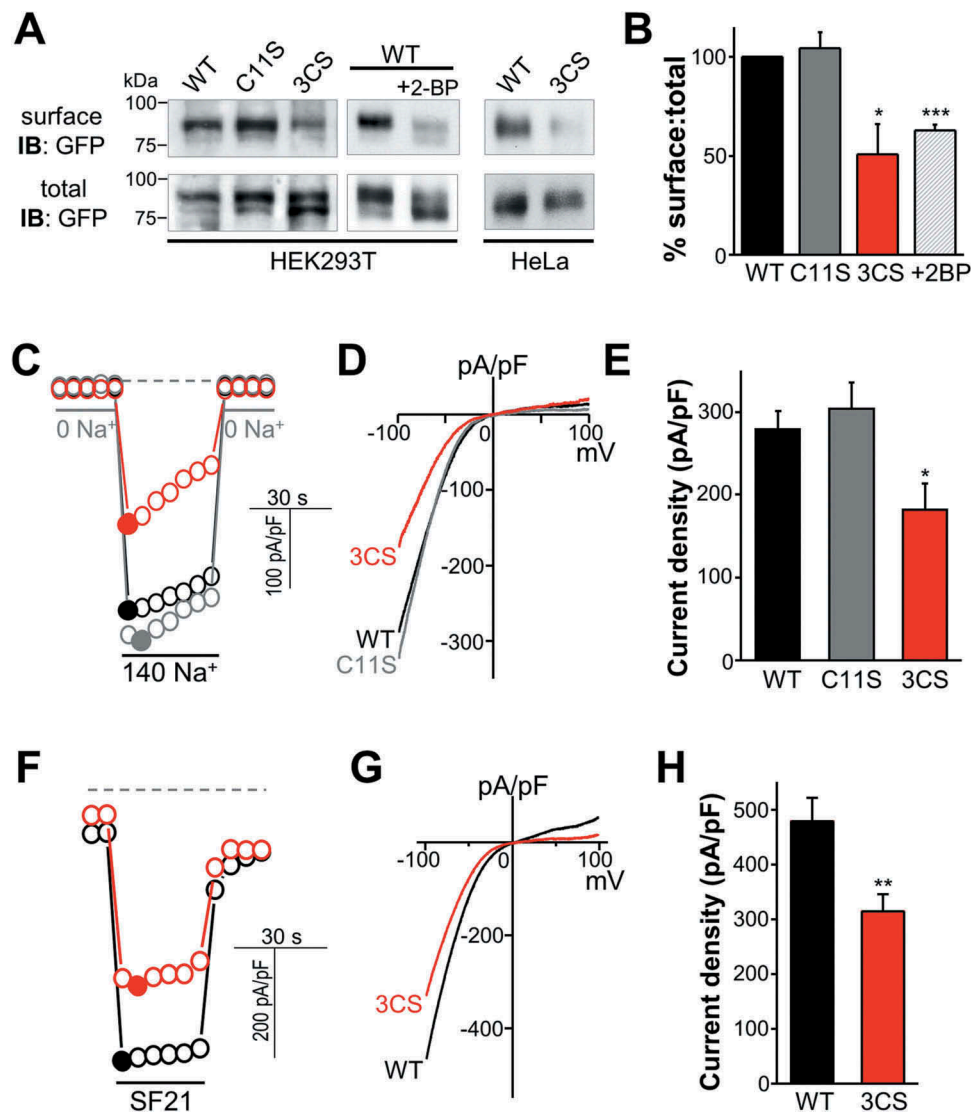 A
WT
C11S
3CS
WT
+2-BP
WT
3CS
kDa
surface
IB: GFP
100
75
total
IB: GFP
100
75
HEK293T
HeLa
B
% surface:total
100
50
0
*
***
WT
C11S
3CS
+2BP
C
0 Na⁺
0 Na⁺
30 s
100 pA/pF
140 Na⁺
D
pA/pF
-100
0
100
mV
-100
-200
-300
3CS
WT
C11S
E
Current density (pA/pF)
300
200
100
0
*
WT
C11S
3CS
F
30 s
200 pA/pF
SF21
G
pA/pF
-100
0
100
mV
-200
-400
3CS
WT
H
Current density (pA/pF)
500
400
300
200
100
0
**
WT
3CS